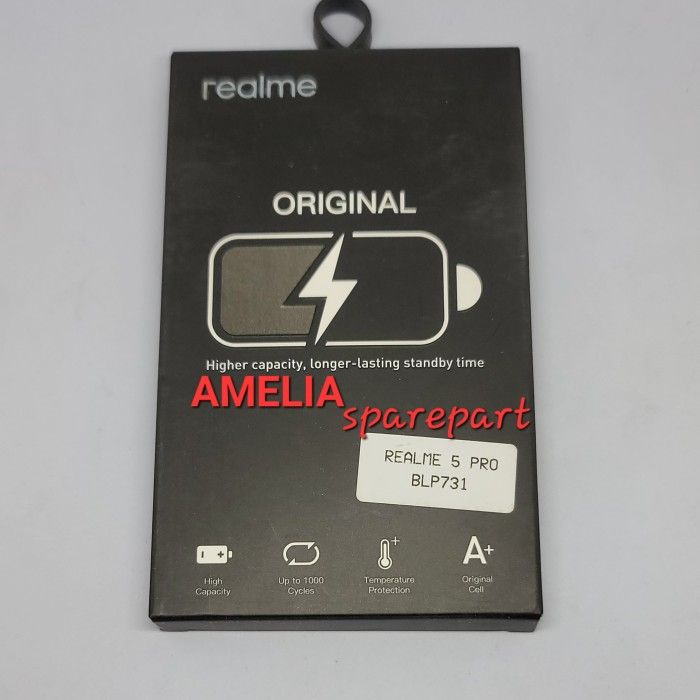 realme
ORIGINAL
Higher capacity, longer-lasting standby time
AMELIA
sparepart
REALME 5 PRO
BLP731
High
Capacity
Up to 1000
Cycles
Temperature
Protection
A+
Original
Cell